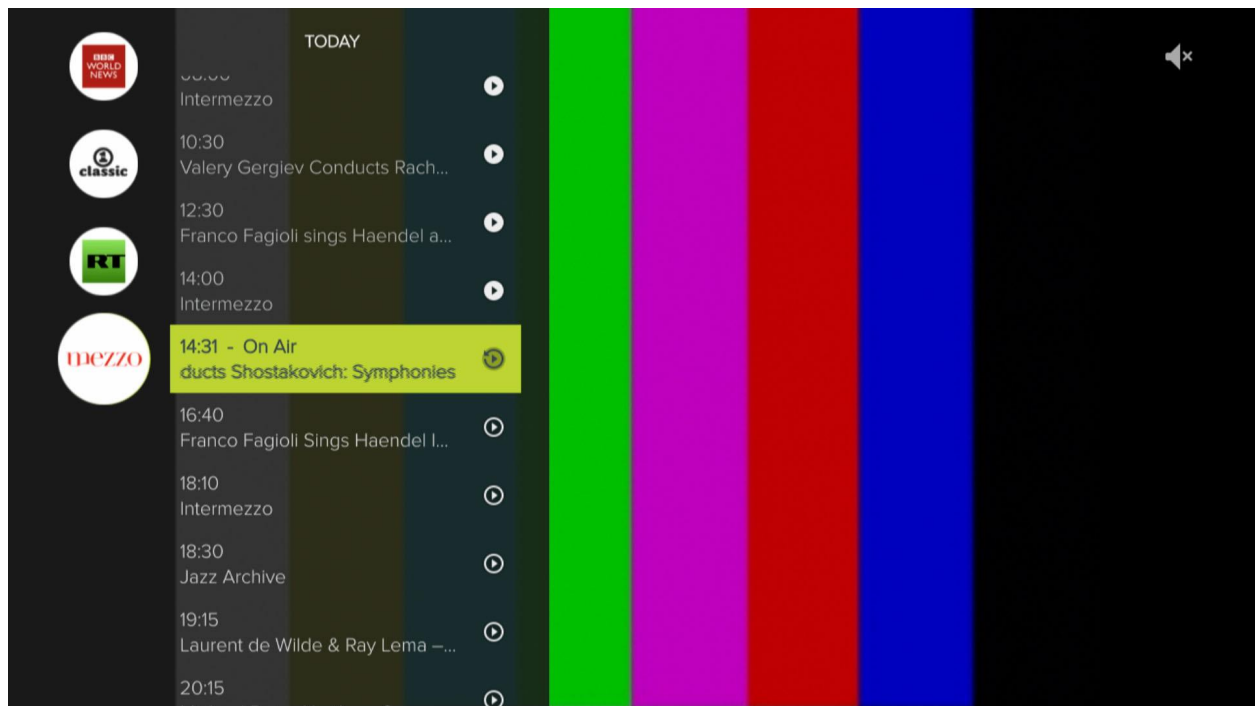 BBC
WORLD
NEWS
1
classic
RT
mezzo
TODAY
Intermezzo
10:30
Valery Gergiev Conducts Rach...
12:30
Franco Fagioli sings Haendel a...
14:00
Intermezzo
14:31 - On Air
ducts Shostakovich: Symphonies
16:40
Franco Fagioli Sings Haendel I...
18:10
Intermezzo
18:30
Jazz Archive
19:15
Laurent de Wilde & Ray Lema –...
20:15